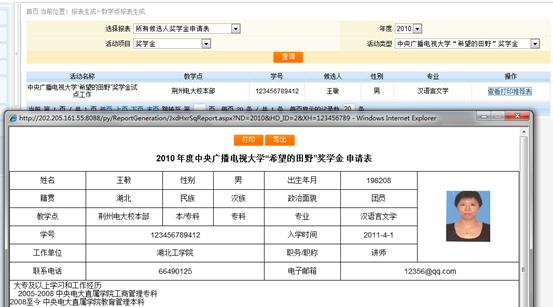 首页 当前位置：报表生成> 教学点报表生成
选择报表 所有候选人奖学金申请表 年度 2010
活动项目 奖学金 活动类型 中央广播电视大学“希望的田野”奖学金
查询
活动名称 教学点 学号 候选人 性别 专业 操作
中央广播电视大学“希望的田野”奖学金试点工作 荆州电大校本部 123456789412 王敏 男 汉语言文学 查看打印推荐表
http://202.205.161.55:8088/py/ReportGeneration/JxdHxrSqReport.aspx?ND=2010&HD_ID=2&XH=123456789 - Windows Internet Explorer
打印 导出
2010 年度中央广播电视大学“希望的田野”奖学金 申请表
姓名 王敏 性别 男 出生年月 198208
籍贯 湖北 民族 汉族 政治面貌 团员
教学点 荆州电大校本部 本/专科 专科 专业 汉语言文学
学号 123456789412 入学时间 2011-4-1
工作单位 湖北工学院 职务/职称 讲师
联系电话 66490125 电子邮箱 12356@qq.com
大专及以上学习和工作经历
2005-2008 中央电大直属学院工商管理专科
2008至今 中央电大直属学院教育管理本科